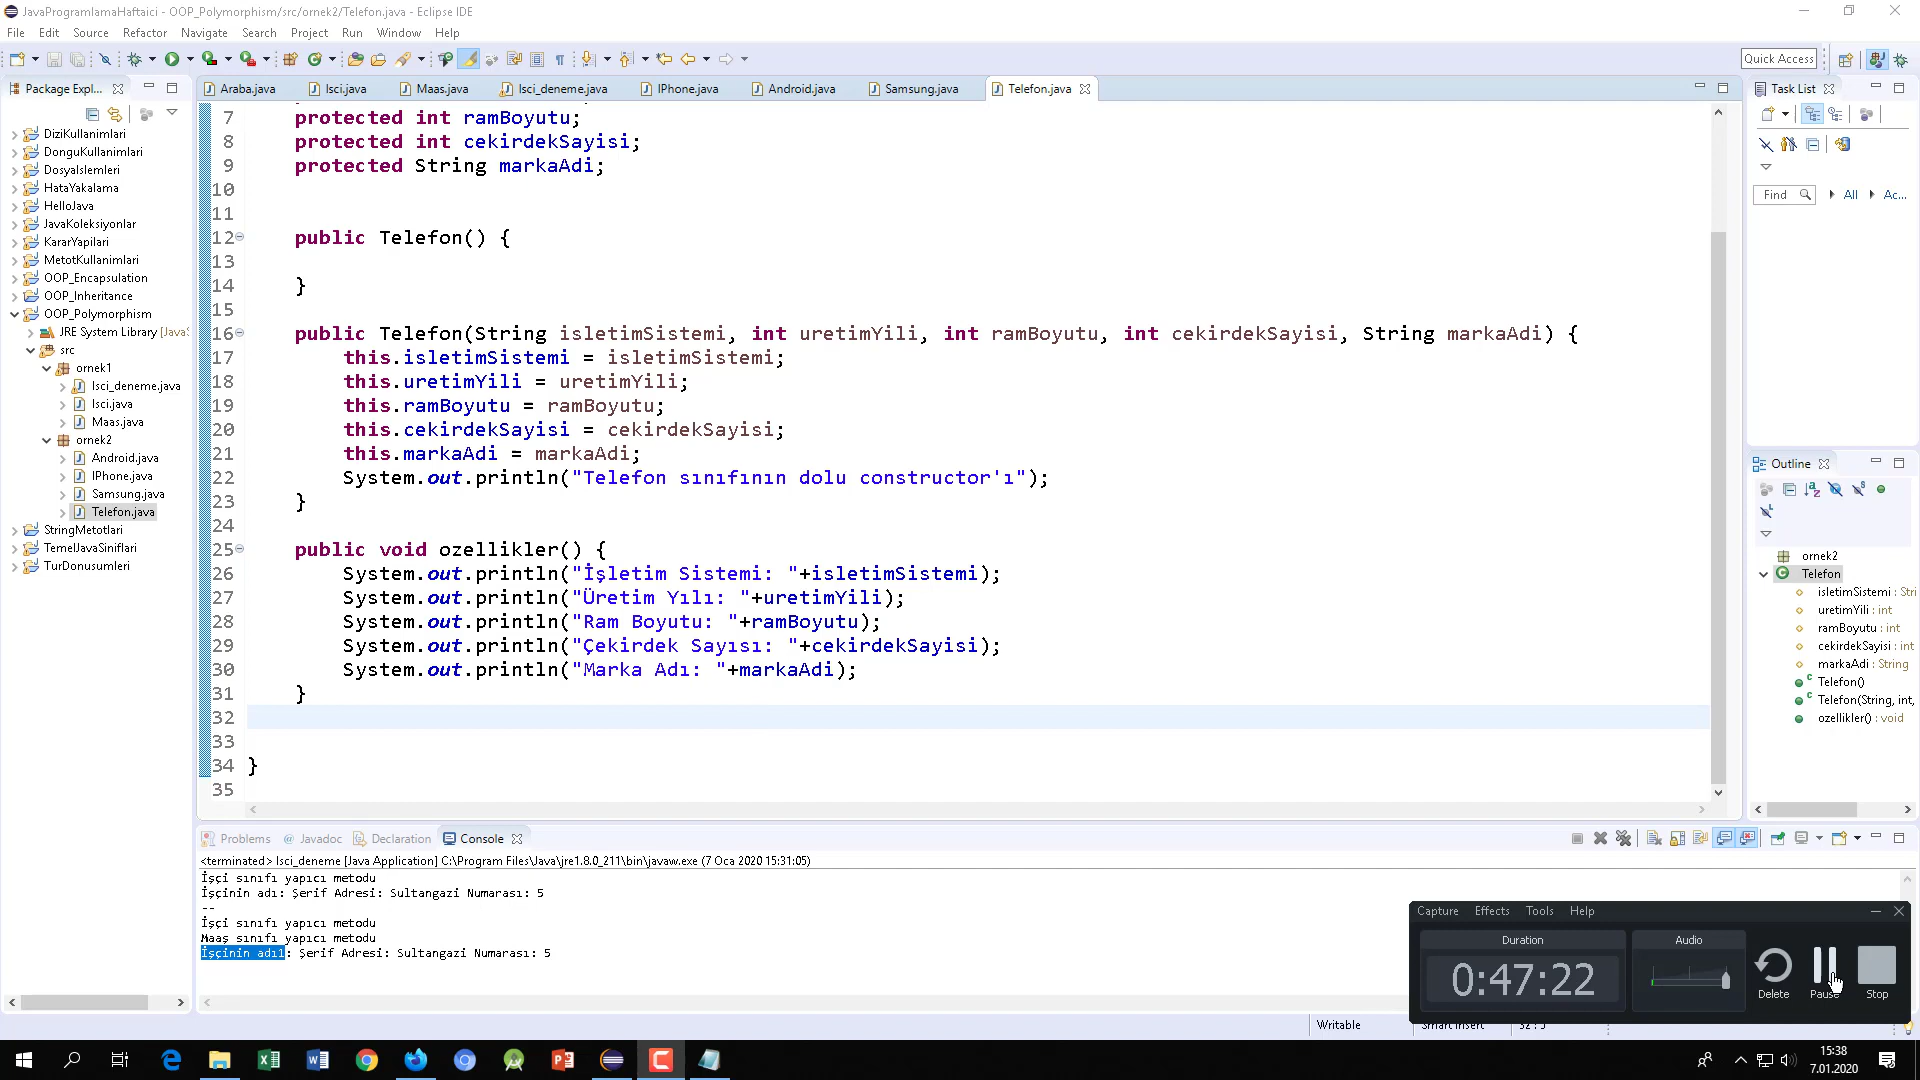 JavaProgramlamaHaftaici - OOP_Polymorphism/src/ornek2/Telefon.java - Eclipse IDE
File Edit Source Refactor Navigate Search Project Run Window Help
Quick Access
Package Expl...
Araba.java Isci.java Maas.java Isci_deneme.java IPhone.java Android.java Samsung.java Telefon.java
Task List
DiziKullanimlari
DonguKullanimlari
DosyaIslemleri
HataYakalama
HelloJava
JavaKoleksiyonlar
KararYapilari
MetotKullanimlari
OOP_Encapsulation
OOP_Inheritance
OOP_Polymorphism
JRE System Library [JavaS
src
ornek1
Isci_deneme.java
Isci.java
Maas.java
ornek2
Android.java
IPhone.java
Samsung.java
Telefon.java
StringMetotlari
TemelJavaSiniflari
TurDonusumleri
7 protected int ramBoyutu;
8 protected int cekirdekSayisi;
9 protected String markaAdi;
10
11
12 public Telefon() {
13
14 }
15
16 public Telefon(String isletimSistemi, int uretimYili, int ramBoyutu, int cekirdekSayisi, String markaAdi) {
17 this.isletimSistemi = isletimSistemi;
18 this.uretimYili = uretimYili;
19 this.ramBoyutu = ramBoyutu;
20 this.cekirdekSayisi = cekirdekSayisi;
21 this.markaAdi = markaAdi;
22 System.out.println("Telefon sınıfının dolu constructor'ı");
23 }
24
25 public void ozellikler() {
26 System.out.println("İşletim Sistemi: "+isletimSistemi);
27 System.out.println("Üretim Yılı: "+uretimYili);
28 System.out.println("Ram Boyutu: "+ramBoyutu);
29 System.out.println("Çekirdek Sayısı: "+cekirdekSayisi);
30 System.out.println("Marka Adı: "+markaAdi);
31 }
32
33
34 }
35
Find All Ac...
Outline
ornek2
Telefon
isletimSistemi : Stri
uretimYili : int
ramBoyutu : int
cekirdekSayisi : int
markaAdi : String
Telefon()
Telefon(String, int,
ozellikler() : void
Problems Javadoc Declaration Console
<terminated> Isci_deneme [Java Application] C:\Program Files\Java\jre1.8.0_211\bin\javaw.exe (7 Oca 2020 15:31:05)
İşçi sınıfı yapıcı metodu
İşçinin adı: Şerif Adresi: Sultangazi Numarası: 5
--
İşçi sınıfı yapıcı metodu
Maaş sınıfı yapıcı metodu
İşçinin adı1: Şerif Adresi: Sultangazi Numarası: 5
Capture Effects Tools Help
Duration
0:47:22
Audio
Delete Pause Stop
Writable Smart Insert 32 : 5
15:38
7.01.2020